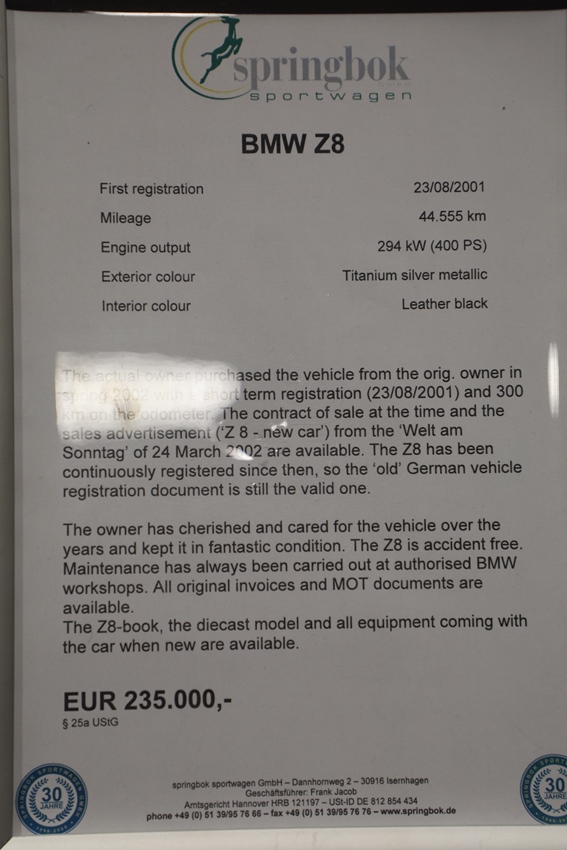 springbok
sportwagen
BMW Z8
First registration 23/08/2001
Mileage 44.555 km
Engine output 294 kW (400 PS)
Exterior colour Titanium silver metallic
Interior colour Leather black
The actual owner purchased the vehicle from the orig. owner in
spring 2002 with a short term registration (23/08/2001) and 300
km on the odometer. The contract of sale at the time and the
sales advertisement ('Z 8 - new car') from the 'Welt am
Sonntag' of 24 March 2002 are available. The Z8 has been
continuously registered since then, so the 'old' German vehicle
registration document is still the valid one.
The owner has cherished and cared for the vehicle over the
years and kept it in fantastic condition. The Z8 is accident free.
Maintenance has always been carried out at authorised BMW
workshops. All original invoices and MOT documents are
available.
The Z8-book, the diecast model and all equipment coming with
the car when new are available.
EUR 235.000,-
§ 25a UStG
30
JAHRE
springbok sportwagen GmbH – Dannhornweg 2 – 30916 Isernhagen
Geschäftsführer: Frank Jacob
Amtsgericht Hannover HRB 121197 – USt-ID DE 812 854 434
phone +49 (0) 51 39/95 76 66 – fax +49 (0) 51 39/95 76 76 – www.springbok.de
30
JAHRE